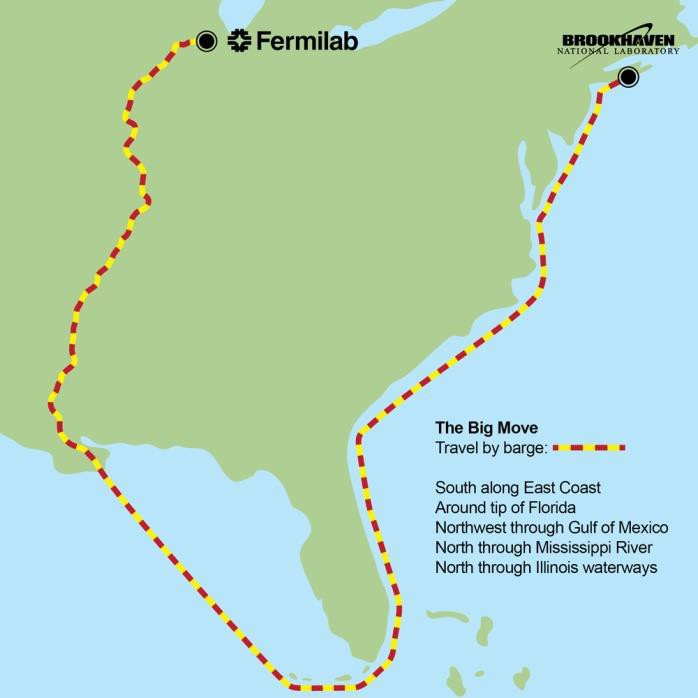 Fermilab
BROOKHAVEN
NATIONAL LABORATORY
The Big Move
Travel by barge:
South along East Coast
Around tip of Florida
Northwest through Gulf of Mexico
North through Mississippi River
North through Illinois waterways